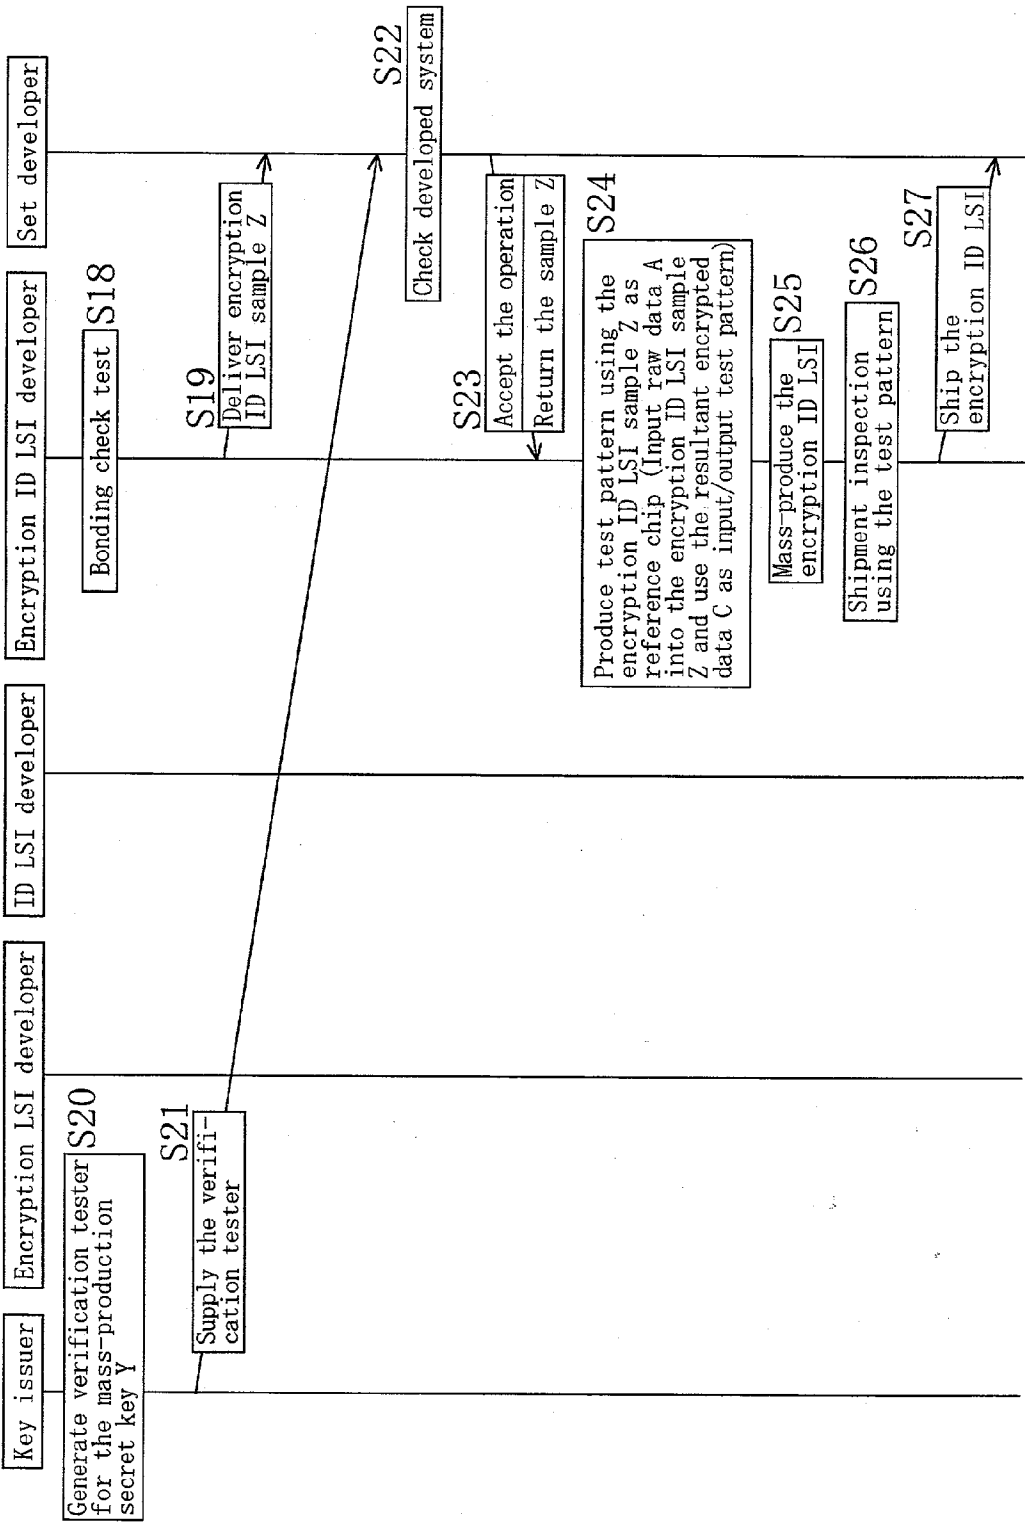 Key issuer
Encryption LSI developer
ID LSI developer
Encryption ID LSI developer
Set developer
Generate verification tester
for the mass-production
secret key Y
S20
Bonding check test
S18
S21
Supply the verifi-
cation tester
S19
Deliver encryption
ID LSI sample Z
S22
Check developed system
S23
Accept the operation
Return the sample Z
S24
Produce test pattern using the
encryption ID LSI sample Z as
reference chip (Input raw data A
into the encryption ID LSI sample
Z and use the resultant encrypted
data C as input/output test pattern)
S25
Mass-produce the
encryption ID LSI
S26
Shipment inspection
using the test pattern
S27
Ship the
encryption ID LSI